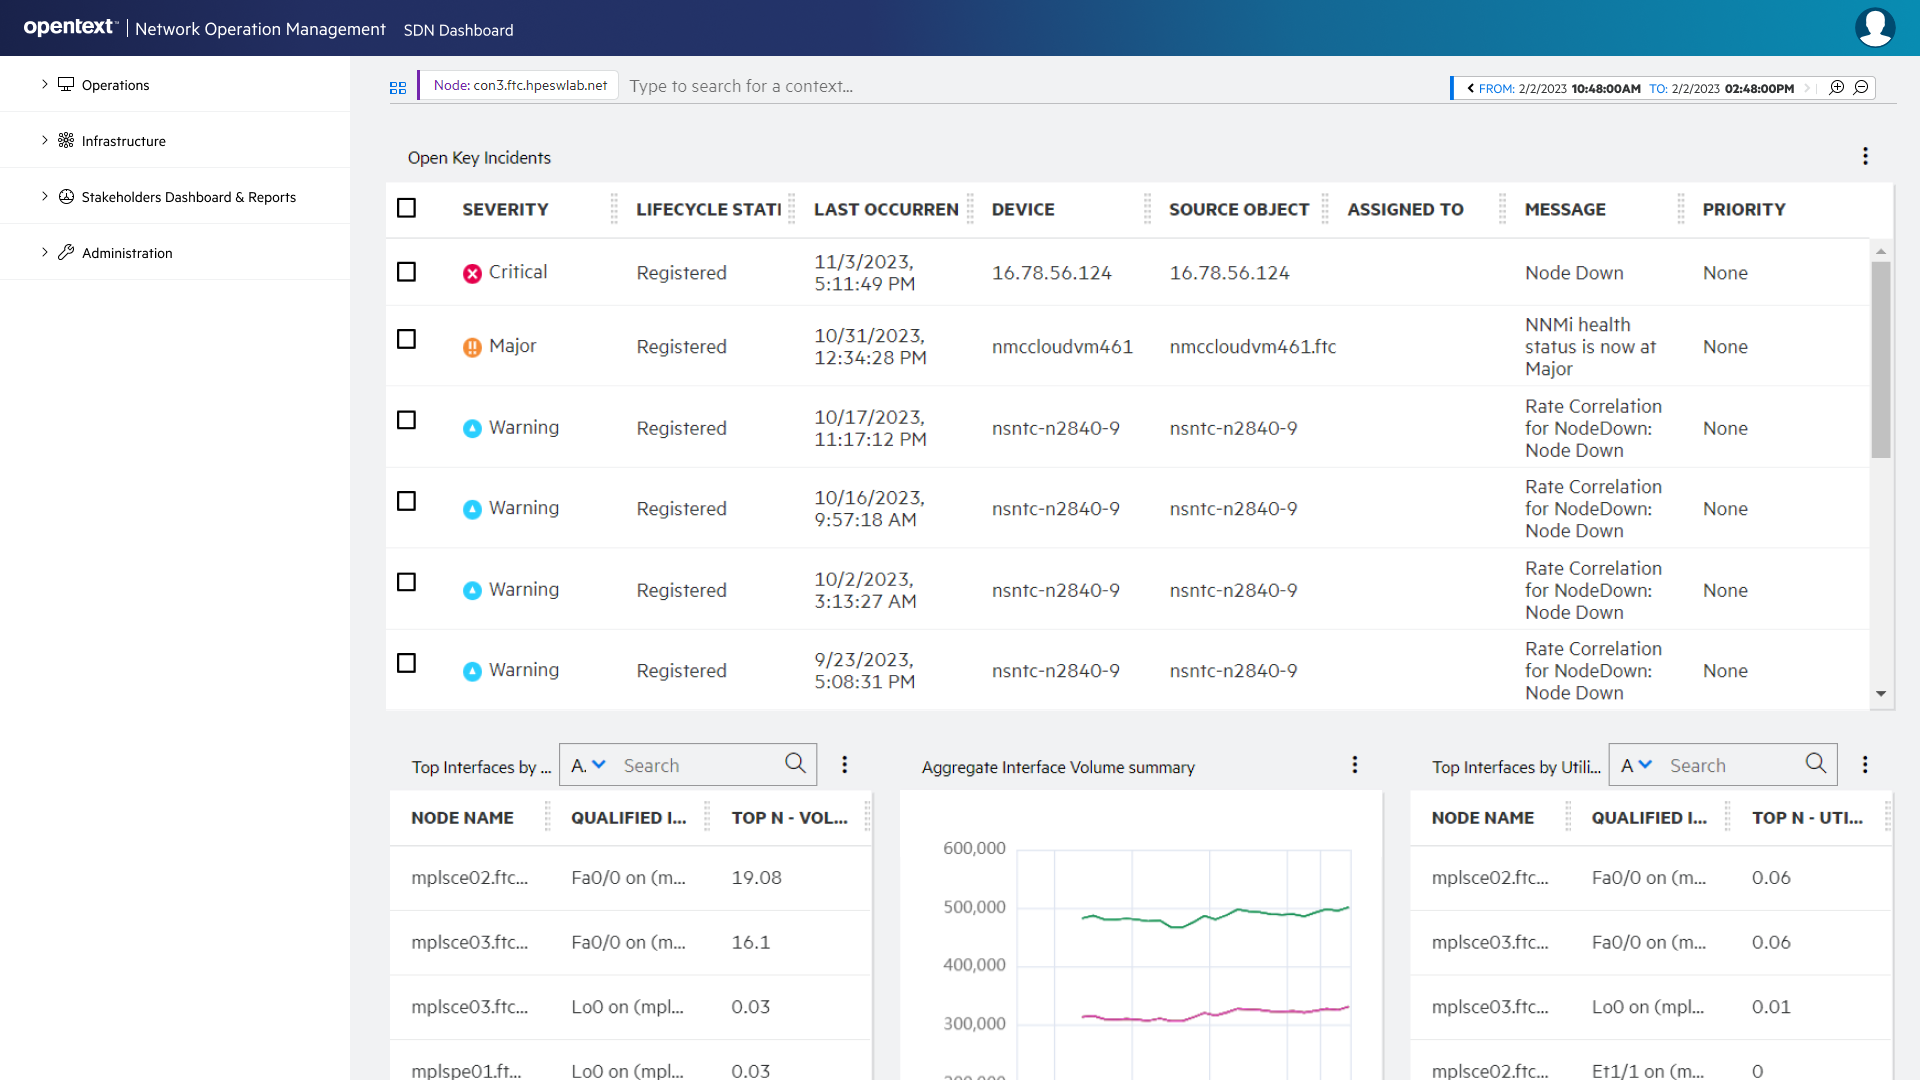 opentext™ | Network Operation Management SDN Dashboard
Operations
Infrastructure
Stakeholders Dashboard & Reports
Administration
Node: con3.ftc.hpeswlab.net Type to search for a context...
FROM: 2/2/2023 10:48:00AM TO: 2/2/2023 02:48:00PM
Open Key Incidents
SEVERITY LIFECYCLE STATI LAST OCCURREN DEVICE SOURCE OBJECT ASSIGNED TO MESSAGE PRIORITY
Critical Registered 11/3/2023, 5:11:49 PM 16.78.56.124 16.78.56.124 Node Down None
Major Registered 10/31/2023, 12:34:28 PM nmccloudvm461 nmccloudvm461.ftc NNMi health status is now at Major None
Warning Registered 10/17/2023, 11:17:12 PM nsntc-n2840-9 nsntc-n2840-9 Rate Correlation for NodeDown: Node Down None
Warning Registered 10/16/2023, 9:57:18 AM nsntc-n2840-9 nsntc-n2840-9 Rate Correlation for NodeDown: Node Down None
Warning Registered 10/2/2023, 3:13:27 AM nsntc-n2840-9 nsntc-n2840-9 Rate Correlation for NodeDown: Node Down None
Warning Registered 9/23/2023, 5:08:31 PM nsntc-n2840-9 nsntc-n2840-9 Rate Correlation for NodeDown: Node Down None
Top Interfaces by ... A. Search
NODE NAME QUALIFIED I... TOP N - VOL...
mplsce02.ftc... Fa0/0 on (m... 19.08
mplsce03.ftc... Fa0/0 on (m... 16.1
mplsce03.ftc... Lo0 on (mpl... 0.03
mplspe01.ft... Lo0 on (mpl... 0.03
Aggregate Interface Volume summary
600,000
500,000
400,000
300,000
200,000
Top Interfaces by Utili... A Search
NODE NAME QUALIFIED I... TOP N - UTI...
mplsce02.ftc... Fa0/0 on (m... 0.06
mplsce03.ftc... Fa0/0 on (m... 0.06
mplsce03.ftc... Lo0 on (mpl... 0.01
mplsce02.ftc... Et1/1 on (m... 0